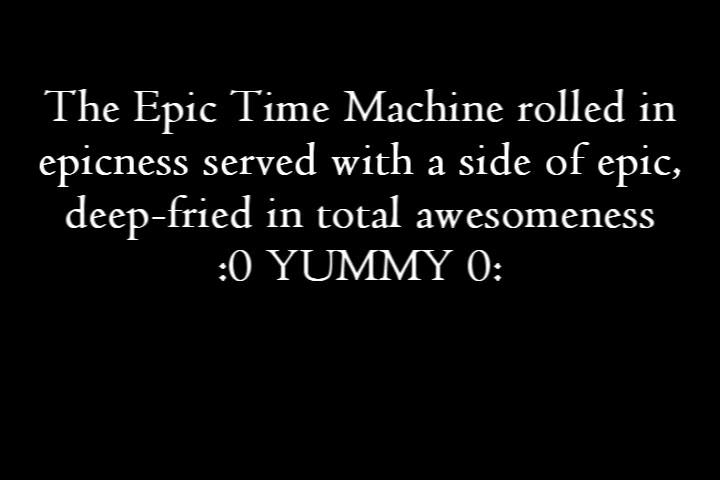 The Epic Time Machine rolled in
epicness served with a side of epic,
deep-fried in total awesomeness
:0 YUMMY 0: